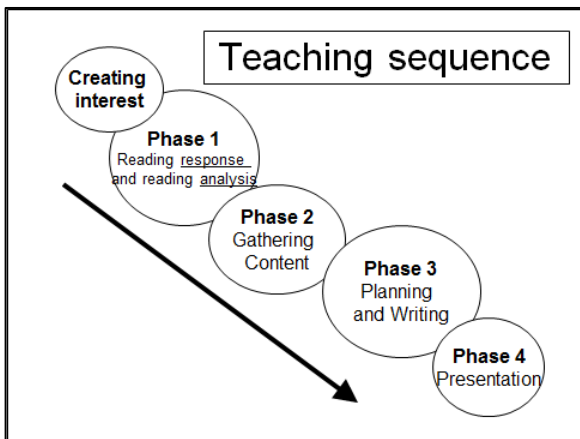 Teaching sequence
Creating
interest
Phase 1
Reading response
and reading analysis
Phase 2
Gathering
Content
Phase 3
Planning
and Writing
Phase 4
Presentation